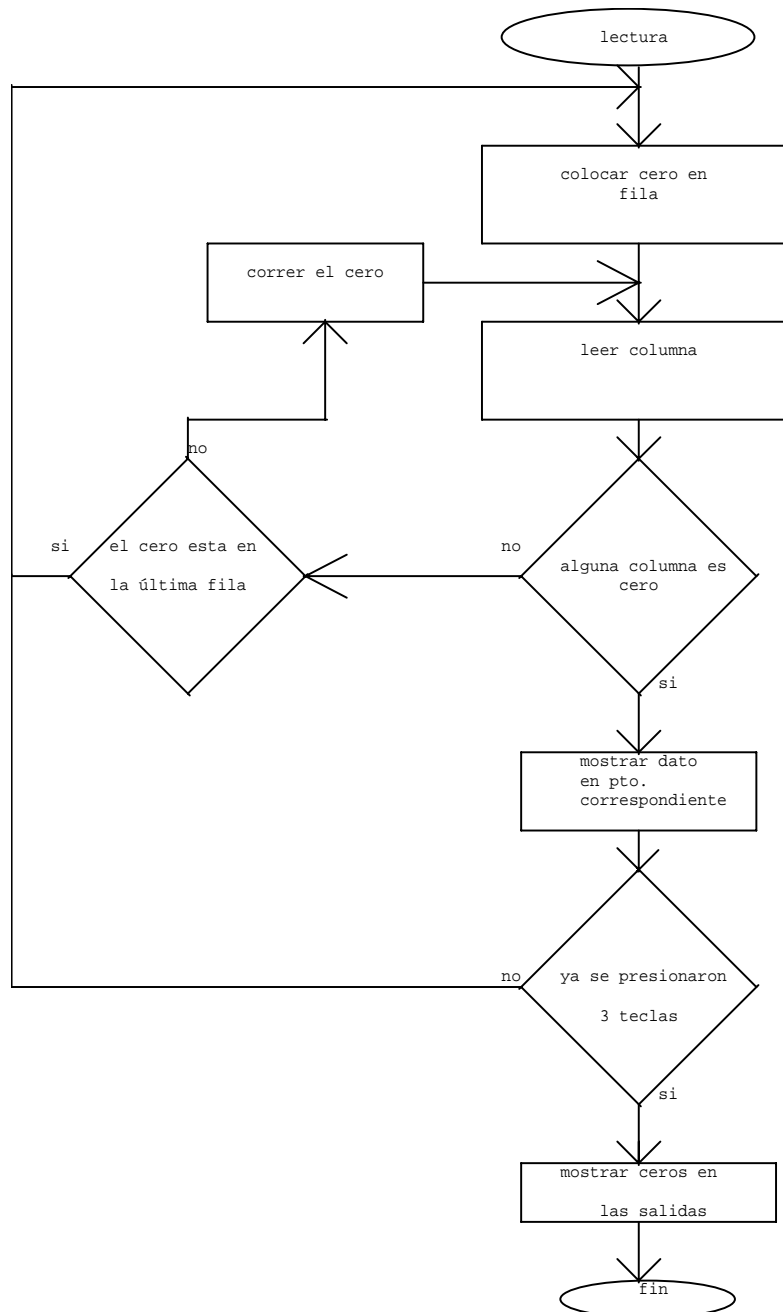 lectura
colocar cero en
fila
correr el cero
leer columna
no
si
el cero esta en
la última fila
no
alguna columna es
cero
si
mostrar dato
en pto.
correspondiente
no
ya se presionaron
3 teclas
si
mostrar ceros en
las salidas
fin